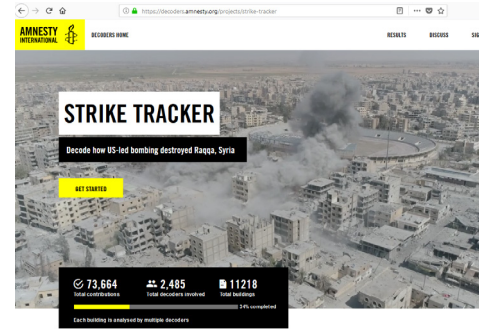 https://decoders.amnesty.org/projects/strike-tracker
AMNESTY
INTERNATIONAL
DECODERS HOME
RESULTS
DISCUSS
SIG
STRIKE TRACKER
Decode how US-led bombing destroyed Raqqa, Syria
GET STARTED
73,664
Total contributions
2,485
Total decoders involved
11218
Total buildings
34% completed
Each building is analysed by multiple decoders